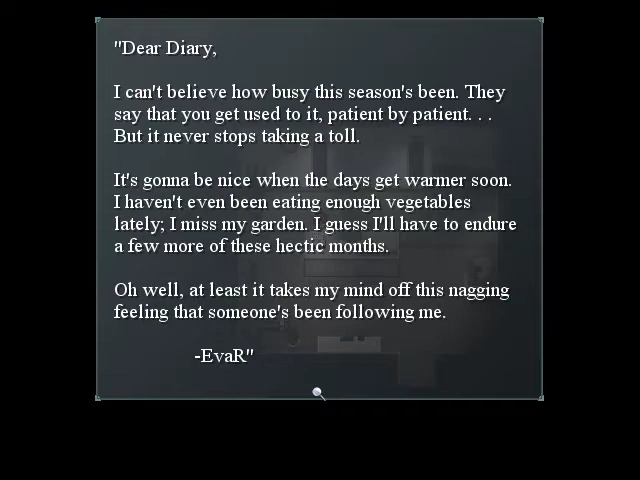 "Dear Diary,
I can't believe how busy this season's been. They
say that you get used to it, patient by patient. . .
But it never stops taking a toll.
It's gonna be nice when the days get warmer soon.
I haven't even been eating enough vegetables
lately; I miss my garden. I guess I'll have to endure
a few more of these hectic months.
Oh well, at least it takes my mind off this nagging
feeling that someone's been following me.
-EvaR"